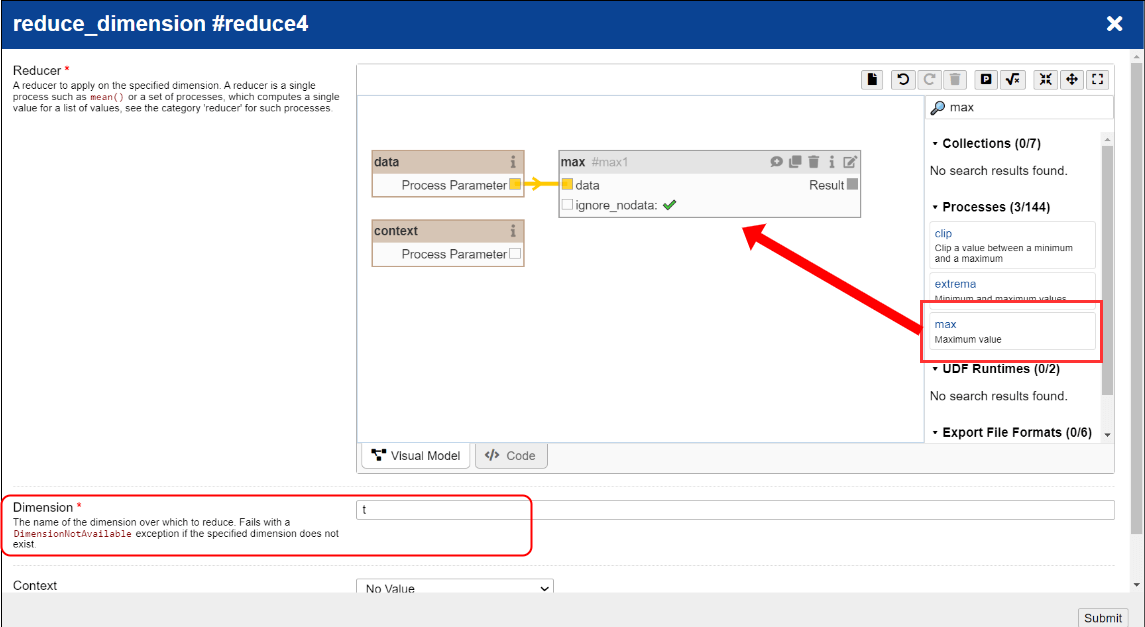 reduce_dimension #reduce4
Reducer *
A reducer to apply on the specified dimension. A reducer is a single
process such as mean() or a set of processes, which computes a single
value for a list of values, see the category 'reducer' for such processes.
max
data
Process Parameter
context
Process Parameter
max #max1
data
Result
ignore_nodata:
Collections (0/7)
No search results found.
Processes (3/144)
clip
Clip a value between a minimum
and a maximum
extrema
Minimum and maximum values
max
Maximum value
UDF Runtimes (0/2)
No search results found.
Export File Formats (0/6)
Visual Model
Code
Dimension *
The name of the dimension over which to reduce. Fails with a
DimensionNotAvailable exception if the specified dimension does not
exist.
t
Context
No Value
Submit